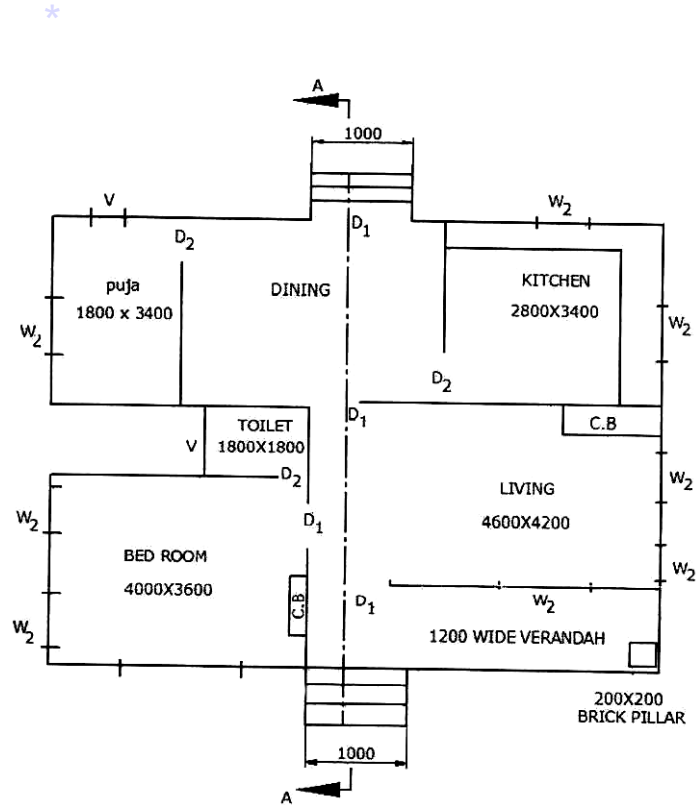 *
A
1000
V
W2
D2
D1
puja
1800 x 3400
DINING
KITCHEN
2800X3400
W2
W2
D2
D1
TOILET
1800X1800
V
C.B
D2
LIVING
4600X4200
W2
W2
D1
BED ROOM
4000X3600
W2
C.B
D1
W2
W2
1200 WIDE VERANDAH
200X200
BRICK PILLAR
1000
A